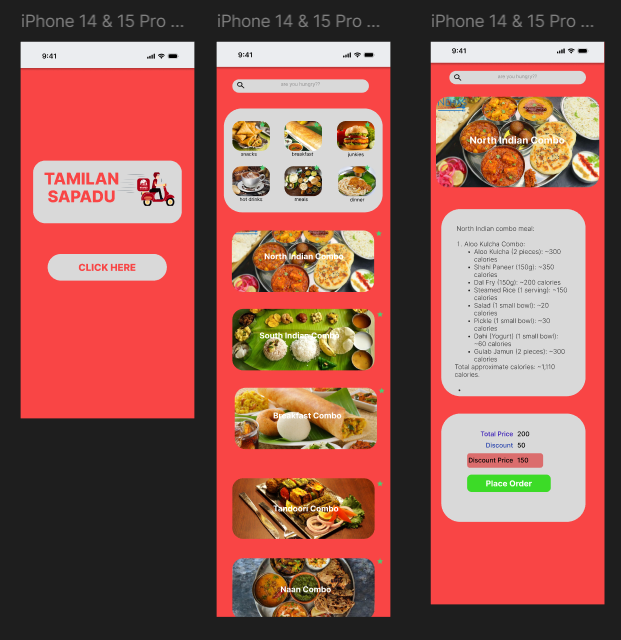 iPhone 14 & 15 Pro ...
9:41
TAMILAN
SAPADU
CLICK HERE
iPhone 14 & 15 Pro ...
9:41
are you hungry??
snacks
breakfast
junkies
hot drinks
meals
dinner
North Indian Combo
South Indian Combo
Breakfast Combo
Tandoori Combo
Naan Combo
iPhone 14 & 15 Pro ...
9:41
are you hungry??
North Indian Combo
North Indian combo meal:
1. Aloo Kulcha Combo:
• Aloo Kulcha (2 pieces): ~300
calories
• Shahi Paneer (150g): ~350
calories
• Dal Fry (150g): ~200 calories
• Steamed Rice (1 serving): ~150
calories
• Salad (1 small bowl): ~20
calories
• Pickle (1 small bowl): ~30
calories
• Dahi (Yogurt) (1 small bowl):
~60 calories
• Gulab Jamun (2 pieces): ~300
calories
Total approximate calories: ~1,110
calories.
•
Total Price 200
Discount 50
Discount Price 150
Place Order